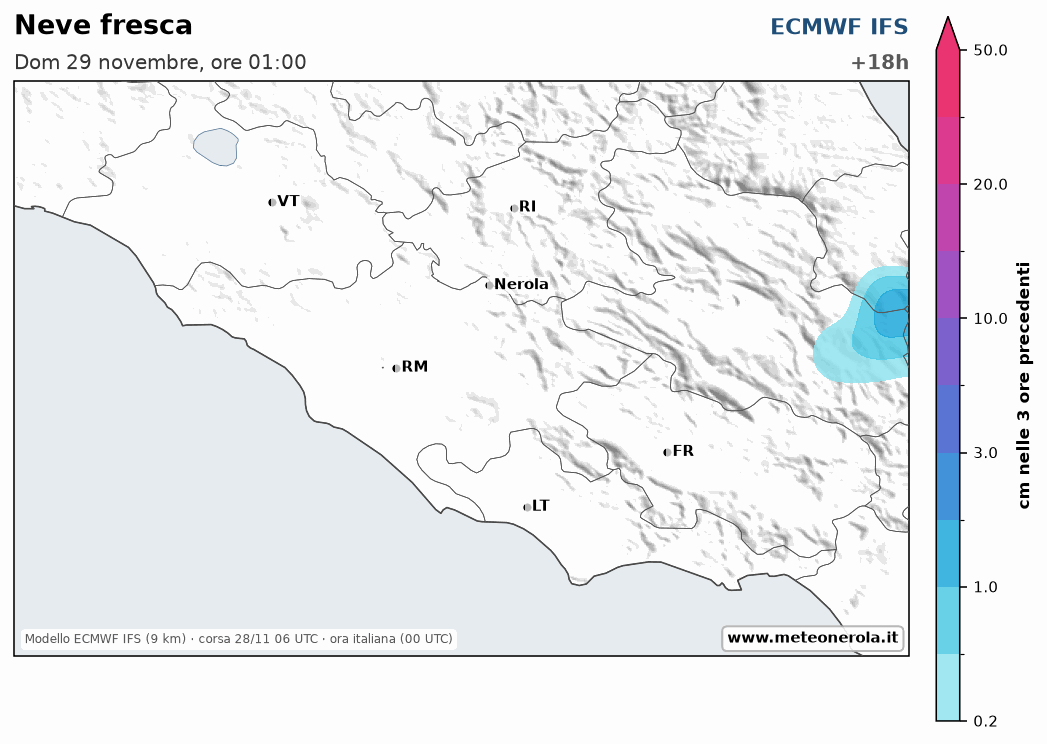 Neve fresca
ECMWF IFS
Dom 29 novembre, ore 01:00
+18h
50.0
20.0
10.0
3.0
1.0
0.2
cm nelle 3 ore precedenti
VT
RI
Nerola
RM
FR
LT
Modello ECMWF IFS (9 km) · corsa 28/11 06 UTC · ora italiana (00 UTC)
www.meteonerola.it